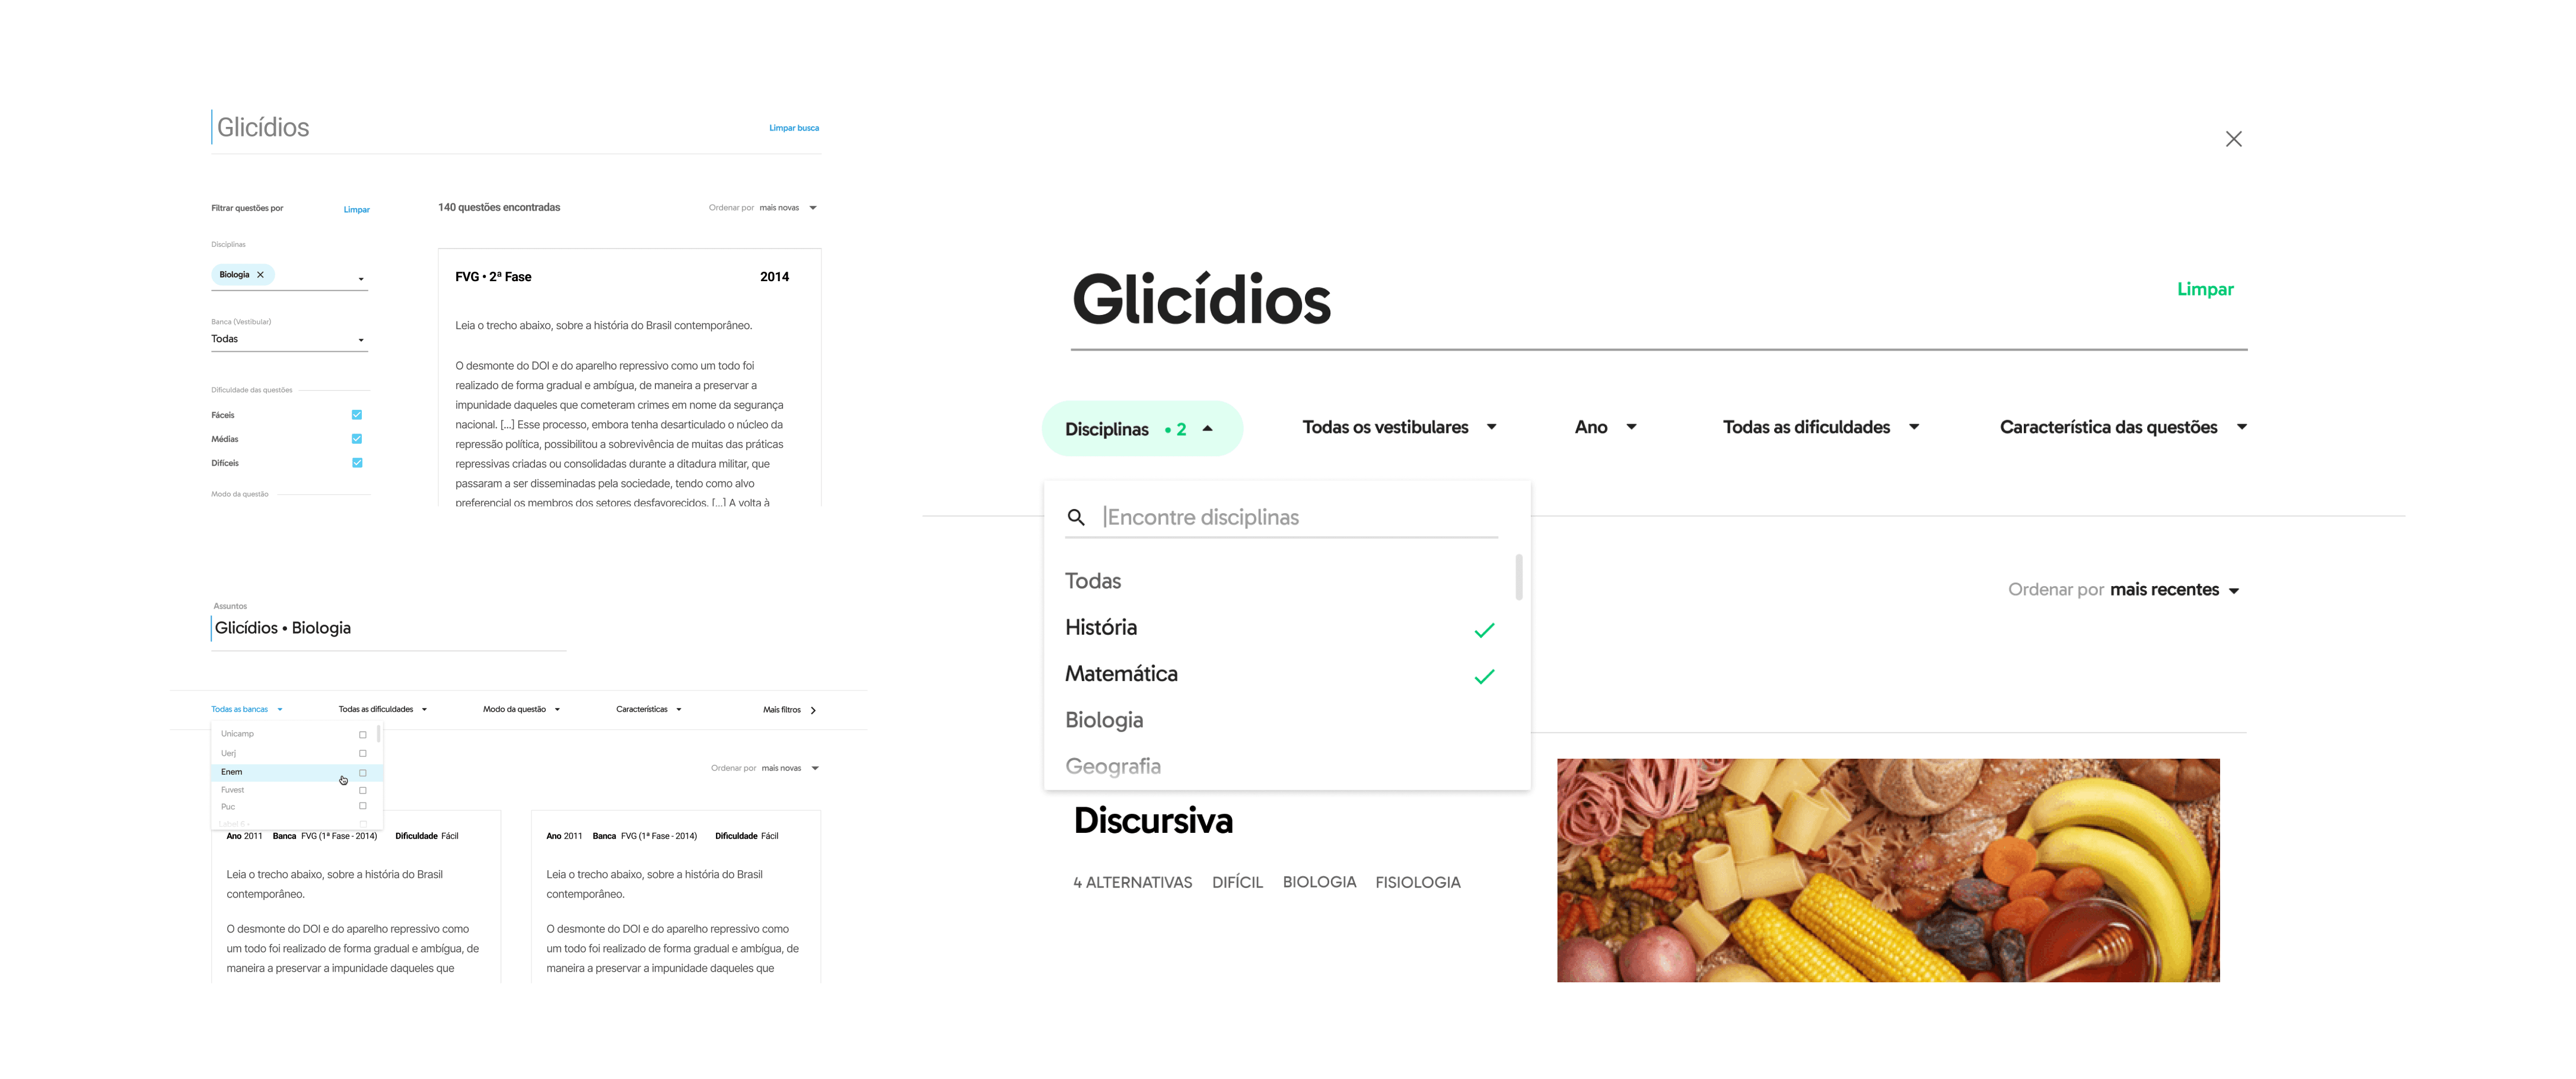 Glicídios
Limpar busca
Filtrar questões por
Limpar
Disciplinas
Biologia
Banca (Vestibular)
Todas
Dificuldade das questões
Fáceis
Médias
Difíceis
Modo da questão
140 questões encontradas
Ordenar por mais novas
FVG • 2ª Fase
2014
Leia o trecho abaixo, sobre a história do Brasil contemporâneo.
O desmonte do DOI e do aparelho repressivo como um todo foi
realizado de forma gradual e ambígua, de maneira a preservar a
impunidade daqueles que cometeram crimes em nome da segurança
nacional. [...] Esse processo, embora tenha desarticulado o núcleo da
repressão política, possibilitou a sobrevivência de muitas das práticas
repressivas criadas ou consolidadas durante a ditadura militar, que
passaram a ser disseminadas pela sociedade, tendo como alvo
preferencial os membros dos setores desfavorecidos. [...] A volta à
Assuntos
Glicídios • Biologia
Todas as bancas
Todas as dificuldades
Modo da questão
Características
Mais filtros
Unicamp
Uerj
Enem
Fuvest
Puc
Ordenar por mais novas
Ano 2011 Banca FVG (1ª Fase - 2014) Dificuldade Fácil
Leia o trecho abaixo, sobre a história do Brasil
contemporâneo.
O desmonte do DOI e do aparelho repressivo como
um todo foi realizado de forma gradual e ambígua, de
maneira a preservar a impunidade daqueles que
Ano 2011 Banca FVG (1ª Fase - 2014) Dificuldade Fácil
Leia o trecho abaixo, sobre a história do Brasil
contemporâneo.
O desmonte do DOI e do aparelho repressivo como
um todo foi realizado de forma gradual e ambígua, de
maneira a preservar a impunidade daqueles que
Glicídios
Limpar
Disciplinas • 2
Todas os vestibulares
Ano
Todas as dificuldades
Característica das questões
Encontre disciplinas
Todas
História
Matemática
Biologia
Geografia
Ordenar por mais recentes
Discursiva
4 ALTERNATIVAS DIFÍCIL BIOLOGIA FISIOLOGIA